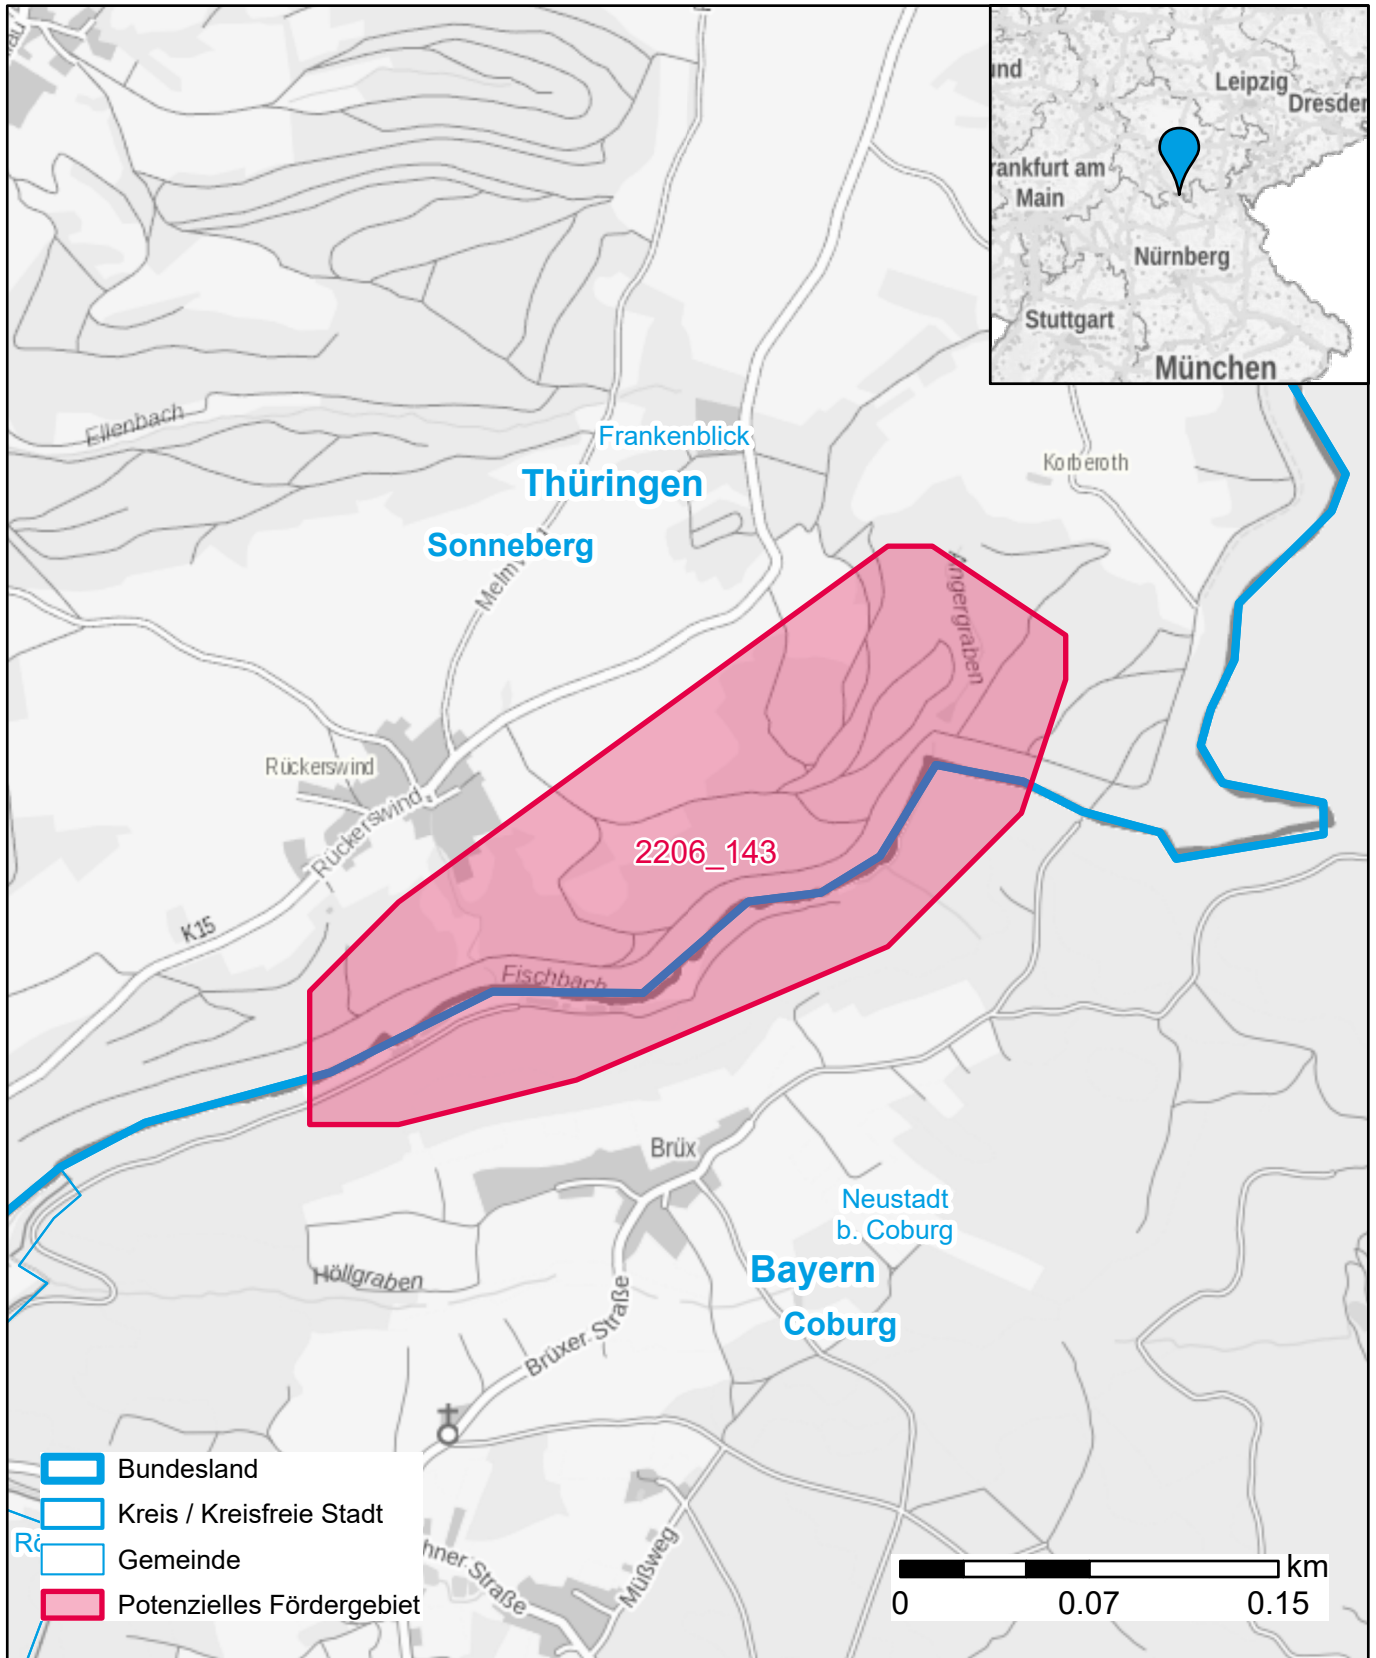 Leipzig
Dresden
Main
Nürnberg
Stuttgart
München
Ellenbach
Frankenblick
Thüringen
Korberoth
Sonneberg
Angergraben
Rückerswind
Rückerswind
2206_143
K15
Fischbach
Brüx
Neustadt
b. Coburg
Höllgraben
Bayern
Coburg
Brüxer Straße
Müßweg
Bundesland
Kreis / Kreisfreie Stadt
Gemeinde
Potenzielles Fördergebiet
km
0 0.07 0.15